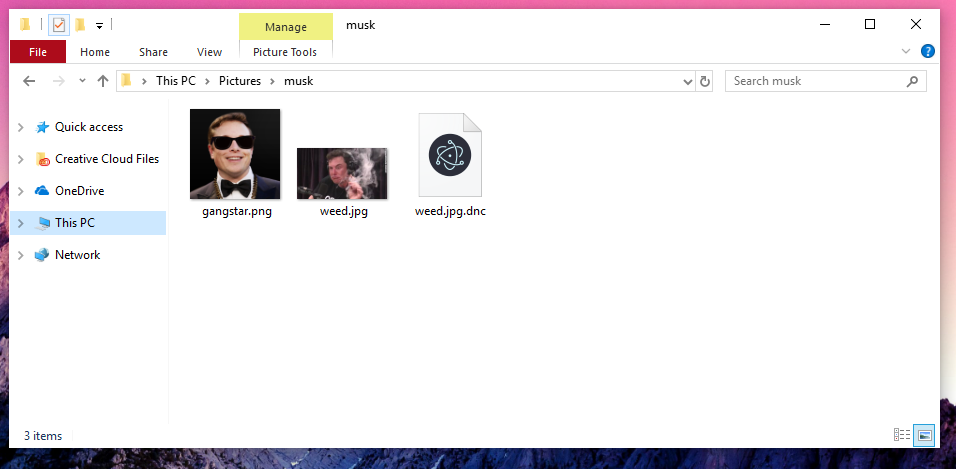 Manage
musk
File
Home
Share
View
Picture Tools
This PC
Pictures
musk
Search musk
Quick access
Creative Cloud Files
OneDrive
This PC
Network
gangstar.png
weed.jpg
weed.jpg.dnc
3 items